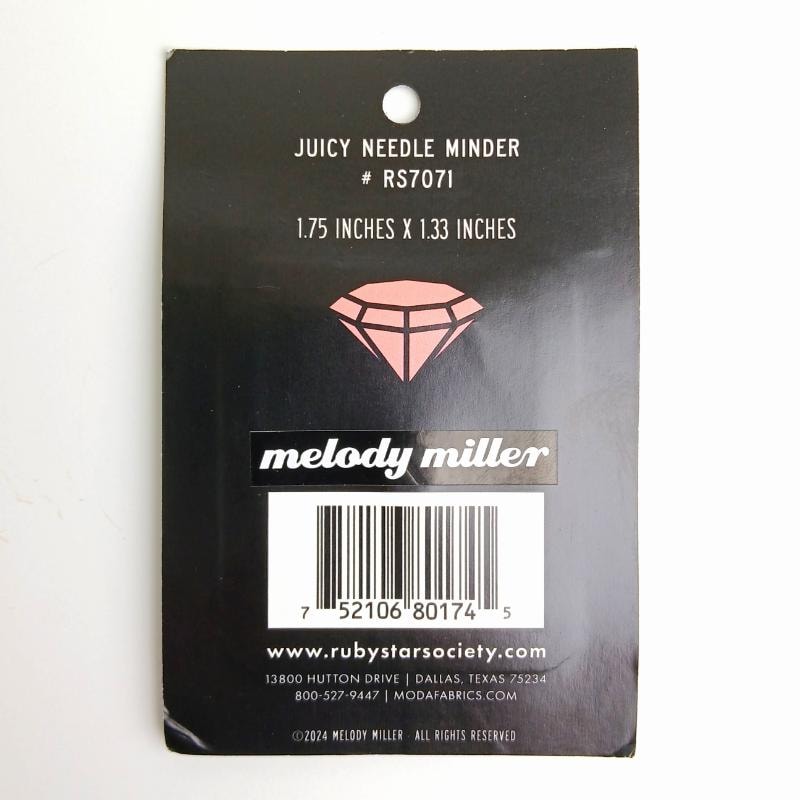 JUICY NEEDLE MINDER
# RS7071
1.75 INCHES X 1.33 INCHES
melody miller
7 52106 80174 5
www.rubystarsociety.com
13800 HUTTON DRIVE | DALLAS, TEXAS 75234
800-527-9447 | MODAFABRICS.COM
©2024 MELODY MILLER · ALL RIGHTS RESERVED